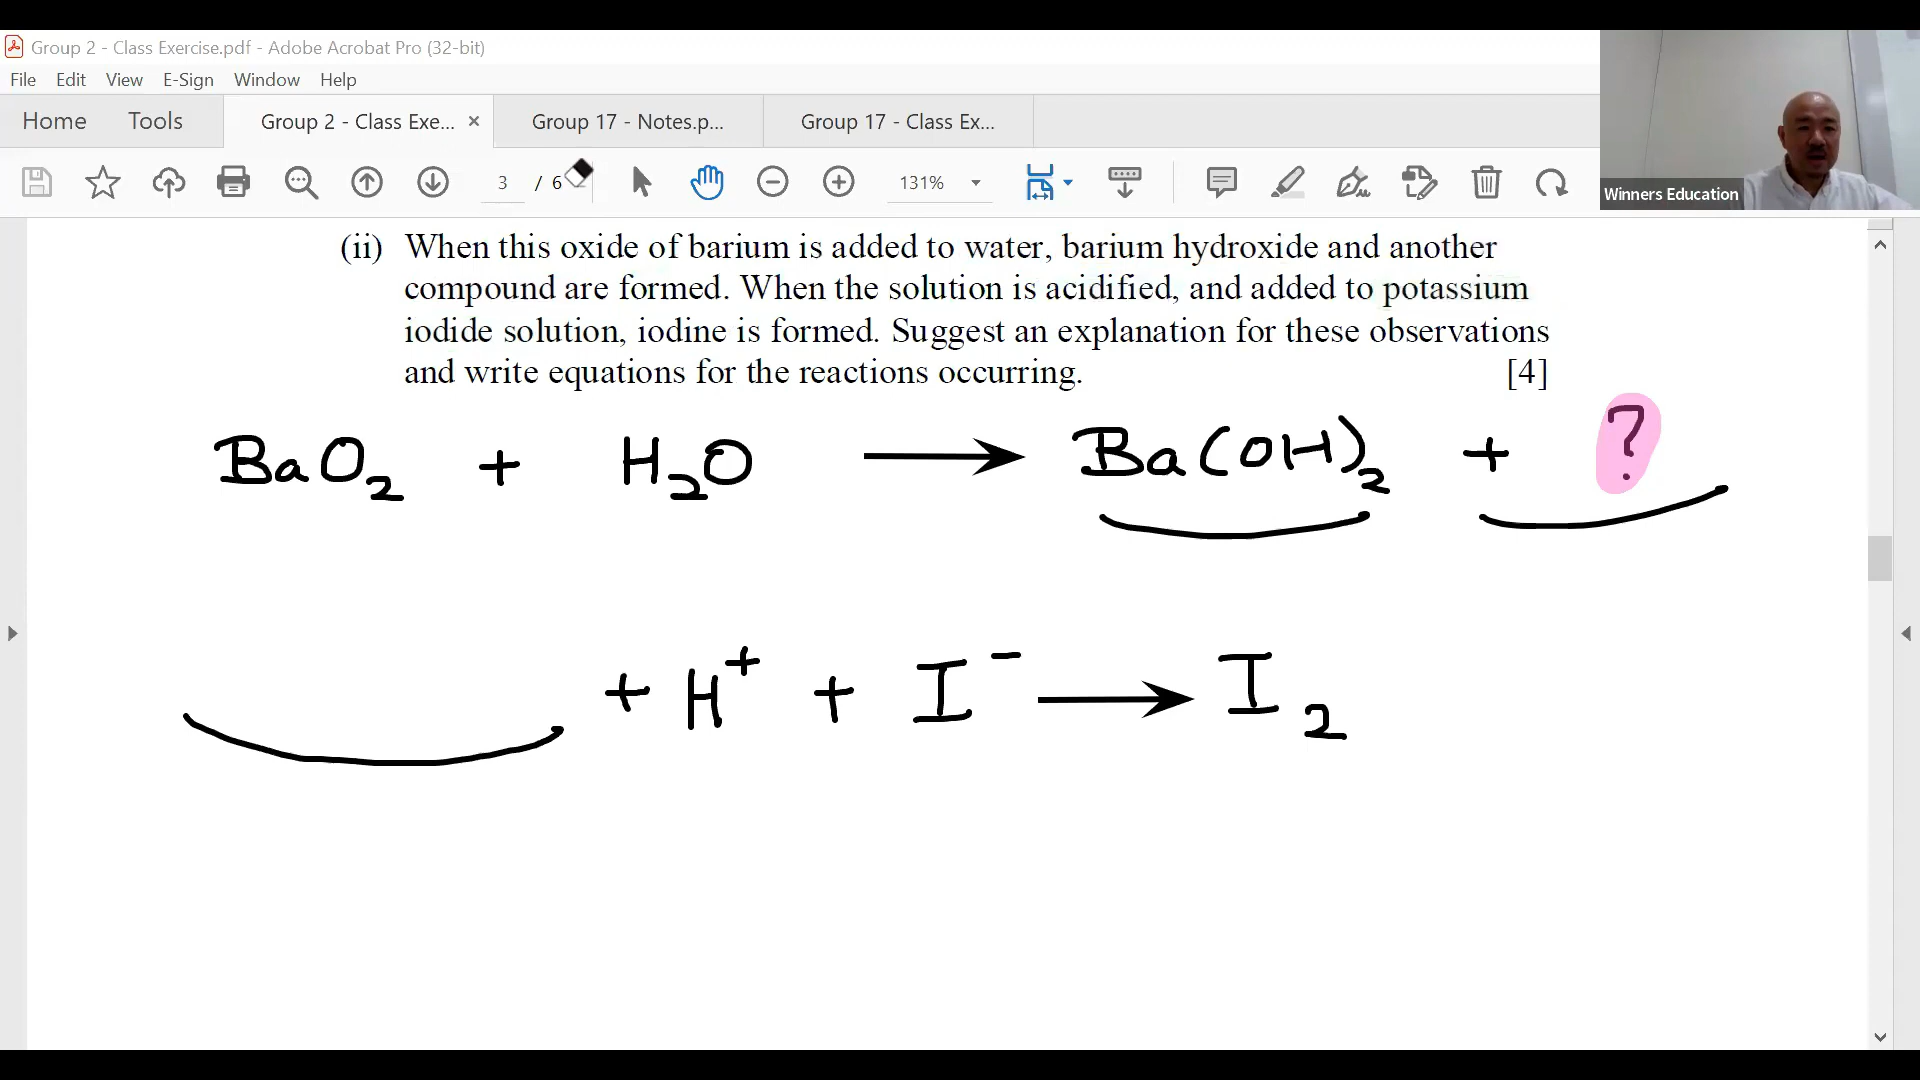 Group 2 - Class Exercise.pdf - Adobe Acrobat Pro (32-bit)
File Edit View E-Sign Window Help
Home Tools Group 2 - Class Exe... × Group 17 - Notes.p... Group 17 - Class Ex...
3 / 6 131%
Winners Education
(ii) When this oxide of barium is added to water, barium hydroxide and another
compound are formed. When the solution is acidified, and added to potassium
iodide solution, iodine is formed. Suggest an explanation for these observations
and write equations for the reactions occurring. [4]
BaO₂ + H₂O → Ba(OH)₂ + ?
+ H⁺ + I⁻ → I₂